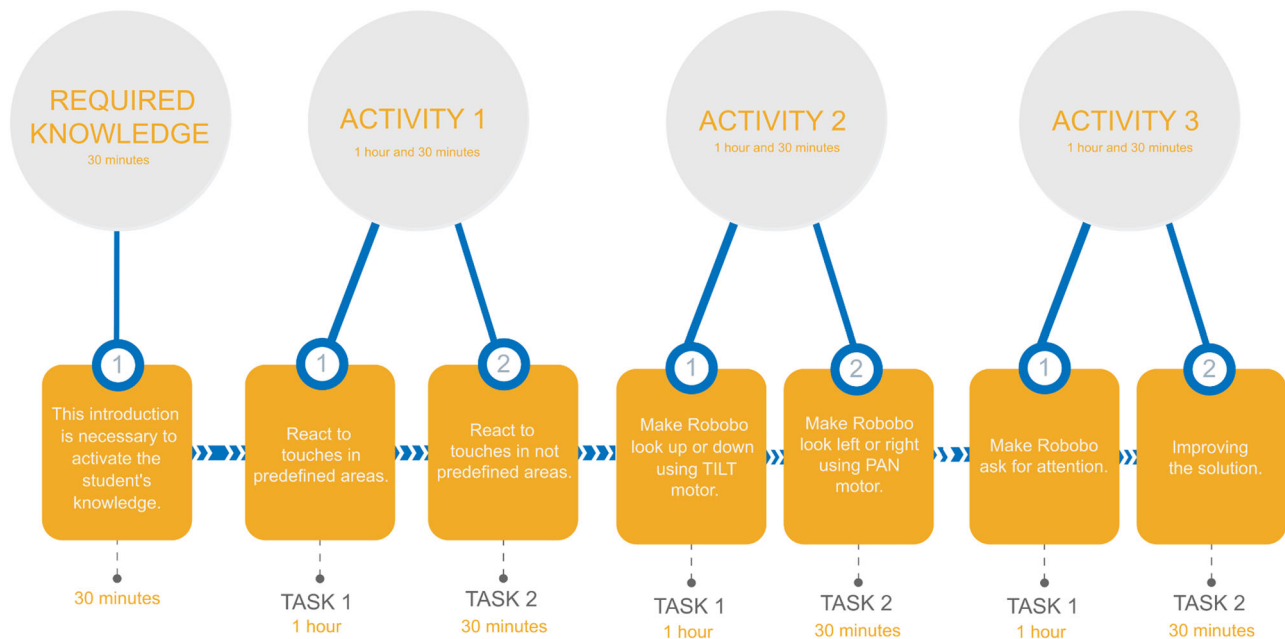 REQUIRED
KNOWLEDGE
30 minutes
ACTIVITY 1
1 hour and 30 minutes
ACTIVITY 2
1 hour and 30 minutes
ACTIVITY 3
1 hour and 30 minutes
1
This introduction
is necessary to
activate the
student's
knowledge.
30 minutes
1
React to
touches in
predefined areas.
TASK 1
1 hour
2
React to
touches in not
predefined areas.
TASK 2
30 minutes
1
Make Robobo
look up or down
using TILT
motor.
TASK 1
1 hour
2
Make Robobo
look left or right
using PAN
motor.
TASK 2
30 minutes
1
Make Robobo
ask for attention.
TASK 1
1 hour
2
Improving
the solution.
TASK 2
30 minutes